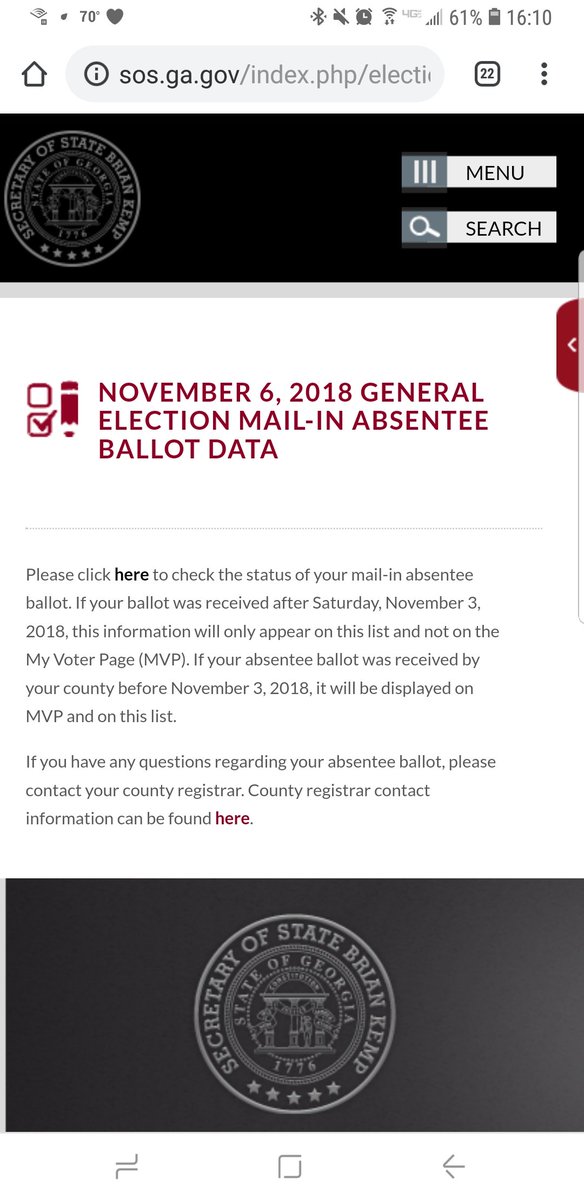 70° 4G 61% 16:10
sos.ga.gov/index.php/electi
22
SECRETARY OF STATE BRIAN KEMP
STATE OF GEORGIA
1776
MENU
SEARCH
NOVEMBER 6, 2018 GENERAL
ELECTION MAIL-IN ABSENTEE
BALLOT DATA
Please click here to check the status of your mail-in absentee
ballot. If your ballot was received after Saturday, November 3,
2018, this information will only appear on this list and not on the
My Voter Page (MVP). If your absentee ballot was received by
your county before November 3, 2018, it will be displayed on
MVP and on this list.
If you have any questions regarding your absentee ballot, please
contact your county registrar. County registrar contact
information can be found here.
SECRETARY OF STATE BRIAN KEMP
STATE OF GEORGIA
CONSTITUTION
1776